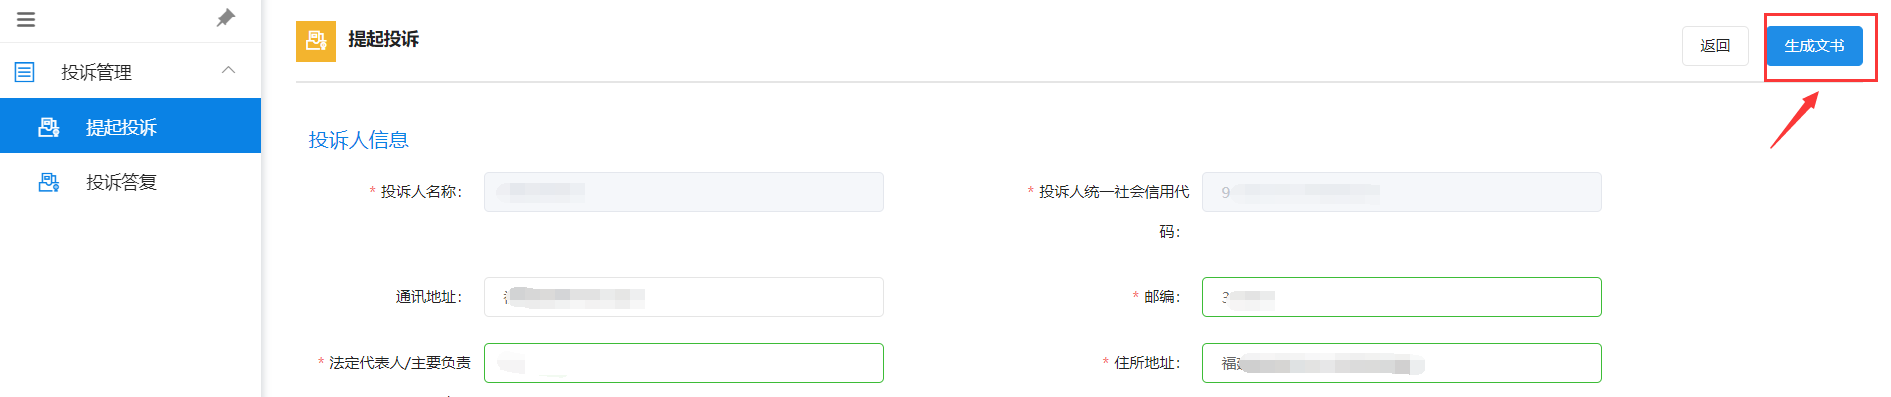 提起投诉
返回
生成文书
投诉管理
提起投诉
投诉答复
投诉人信息
* 投诉人名称：
* 投诉人统一社会信用代
码：
9
通讯地址：
* 邮编：
3
* 法定代表人/主要负责
* 住所地址：
福